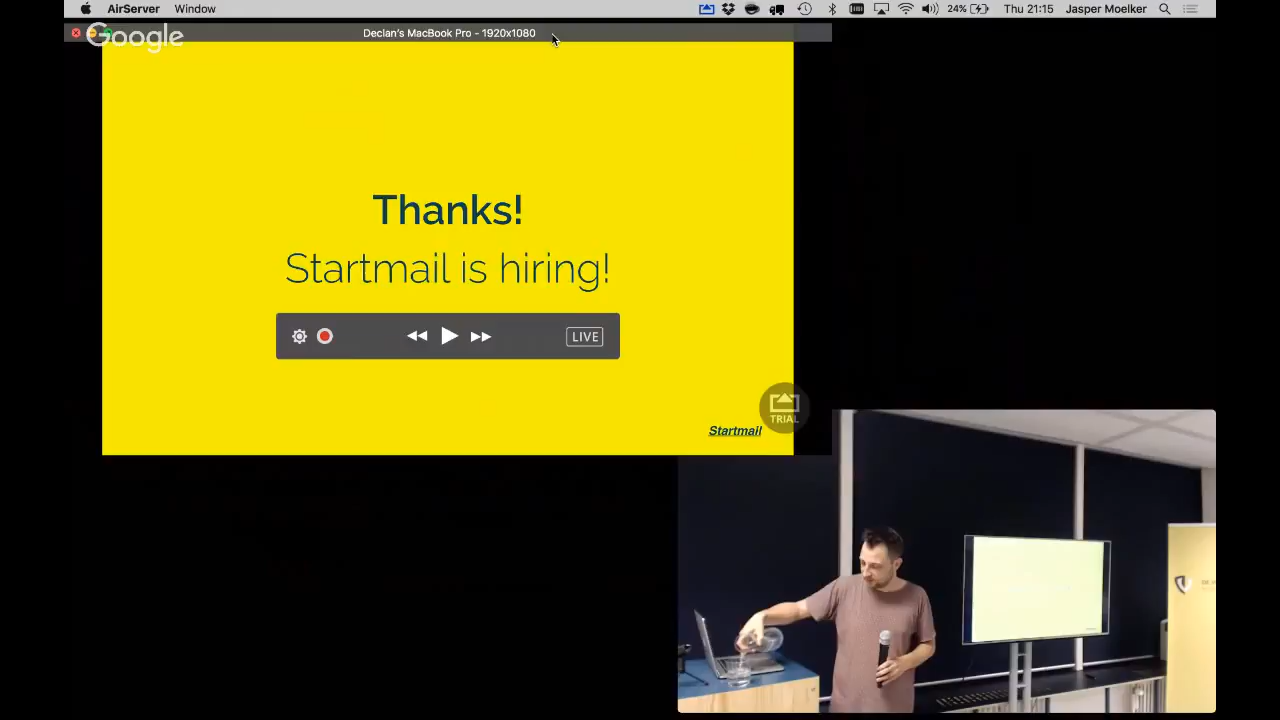 AirServer Window
24% Thu 21:15 Jasper Moelker
Google
Declan's MacBook Pro - 1920x1080
Thanks!
Startmail is hiring!
LIVE
TRIAL
Startmail